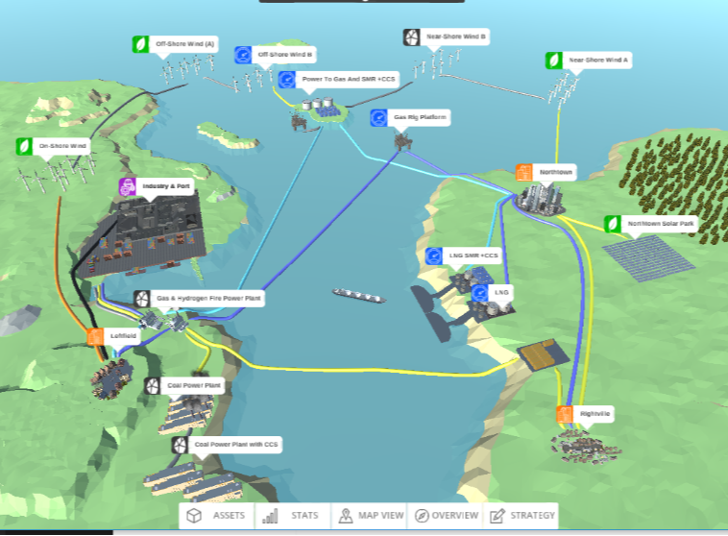 Off-Shore Wind (A)
Off-Shore Wind B
Near-Shore Wind B
Near-Shore Wind A
Power To Gas And SMR +CCS
Gas Rig Platform
On-Shore Wind
Industry & Port
Northtown
Northtown Solar Park
LNG SMR +CCS
LNG
Gas & Hydrogen Fire Power Plant
Leftfield
Coal Power Plant
Rightville
Coal Power Plant with CCS
ASSETS
STATS
MAP VIEW
OVERVIEW
STRATEGY